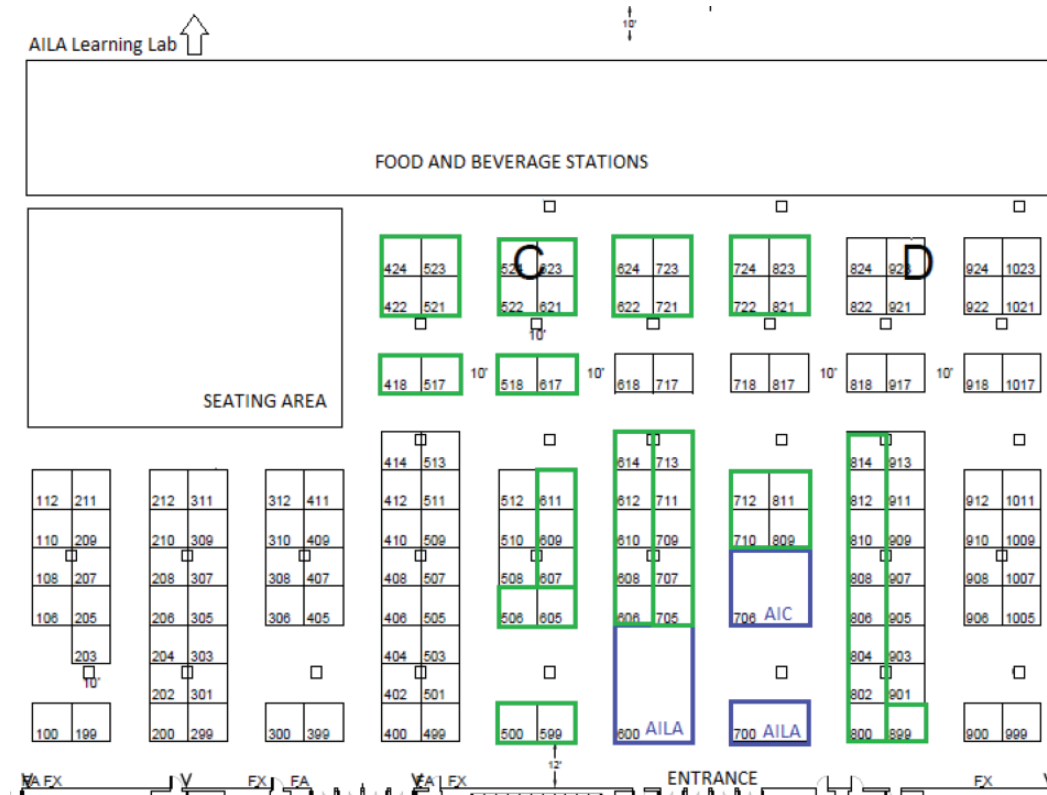 10'
AILA Learning Lab
FOOD AND BEVERAGE STATIONS
C
D
424 523 623 624 723 724 823 824 923 924 1023
422 521 522 621 622 721 722 821 822 921 922 1021
10'
418 517 10' 518 617 10' 618 717 718 817 10' 818 917 10' 918 1017
SEATING AREA
414 513 614 713 814 913
112 211 212 311 312 411 412 511 512 611 612 711 712 811 812 911 912 1011
110 209 210 309 310 409 410 509 510 609 610 709 710 809 810 909 910 1009
108 207 208 307 308 407 408 507 508 607 608 707 808 907 908 1007
106 205 206 305 306 405 406 505 506 605 606 705 706 AIC 806 905 906 1005
203 204 303 404 503 804 903
10' 202 301 402 501 802 901
100 199 200 299 300 399 400 499 500 599 600 AILA 700 AILA 800 899 900 999
12'
FX V FX FA FX ENTRANCE FX